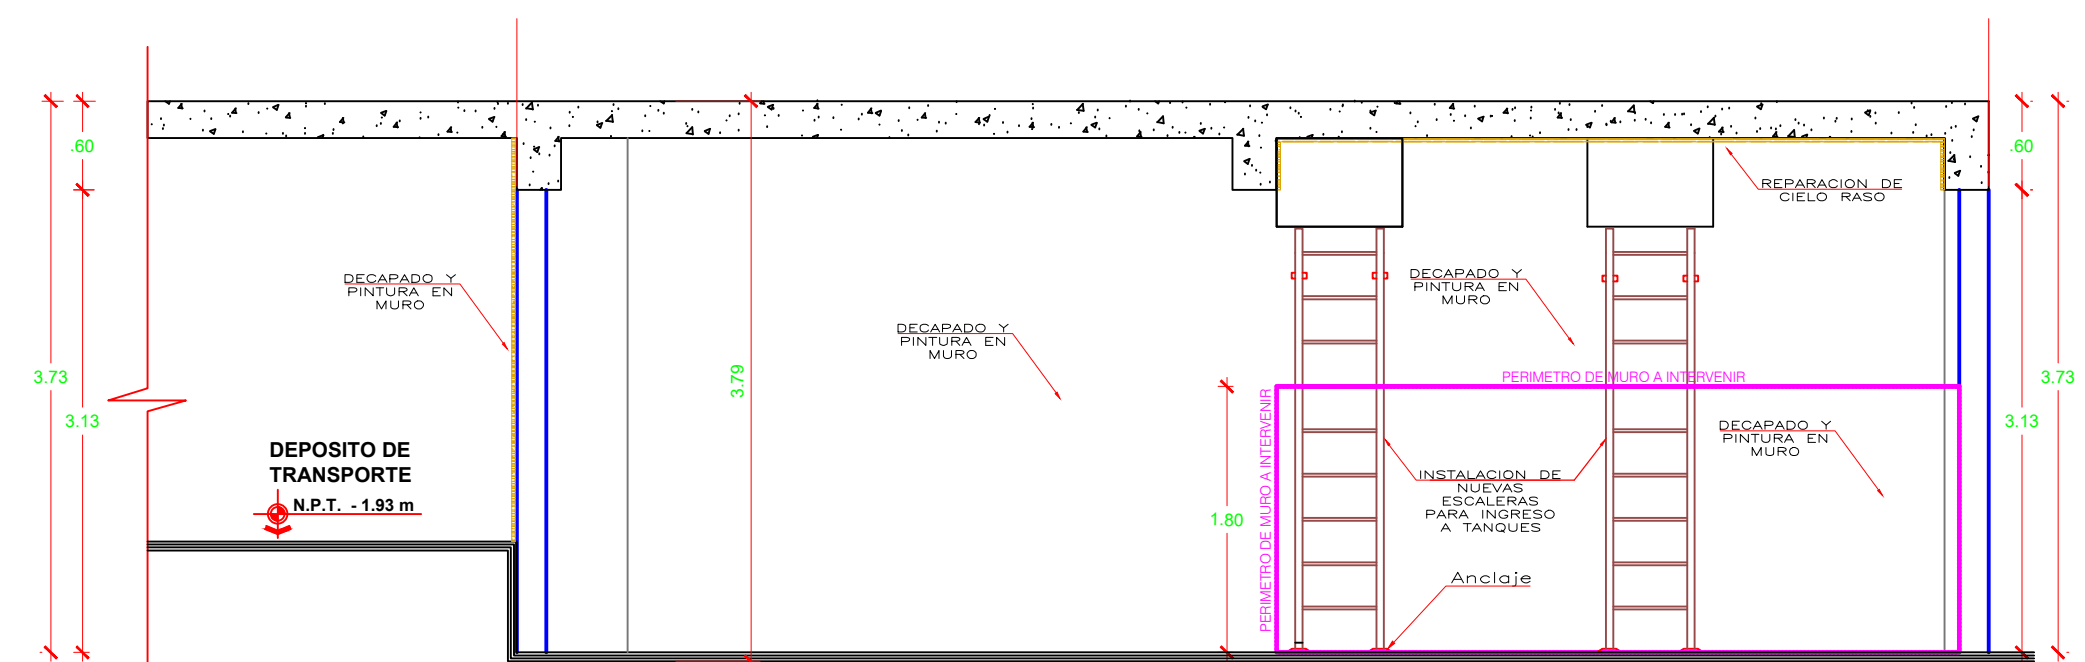 .60
.60
REPARACION DE
CIELO RASO
DECAPADO Y
PINTURA EN
MURO
DECAPADO Y
PINTURA EN
MURO
DECAPADO Y
PINTURA EN
MURO
3.73
3.79
PERIMETRO DE MURO A INTERVENIR
3.73
3.13
PERIMETRO DE MURO A INTERVENIR
3.13
DECAPADO Y
PINTURA EN
MURO
DEPOSITO DE
TRANSPORTE
N.P.T. - 1.93 m
1.80
INSTALACION DE
NUEVAS
ESCALERAS
PARA INGRESO
A TANQUES
Anclaje